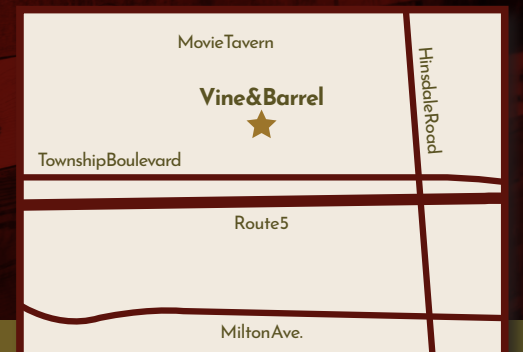 MovieTavern
Vine&Barrel
HinsdaleRoad
TownshipBoulevard
Route5
MiltonAve.